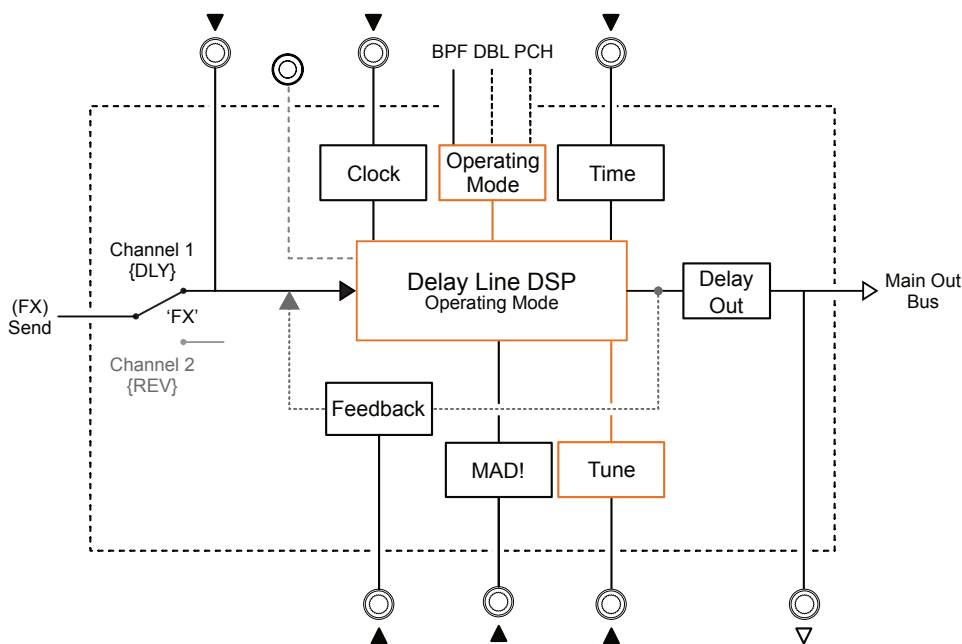 BPF DBL PCH
Clock
Operating
Mode
Time
Channel 1
{DLY}
Delay Line DSP
Operating Mode
Delay
Out
Main Out
Bus
(FX)
Send
'FX'
Channel 2
{REV}
Feedback
MAD!
Tune